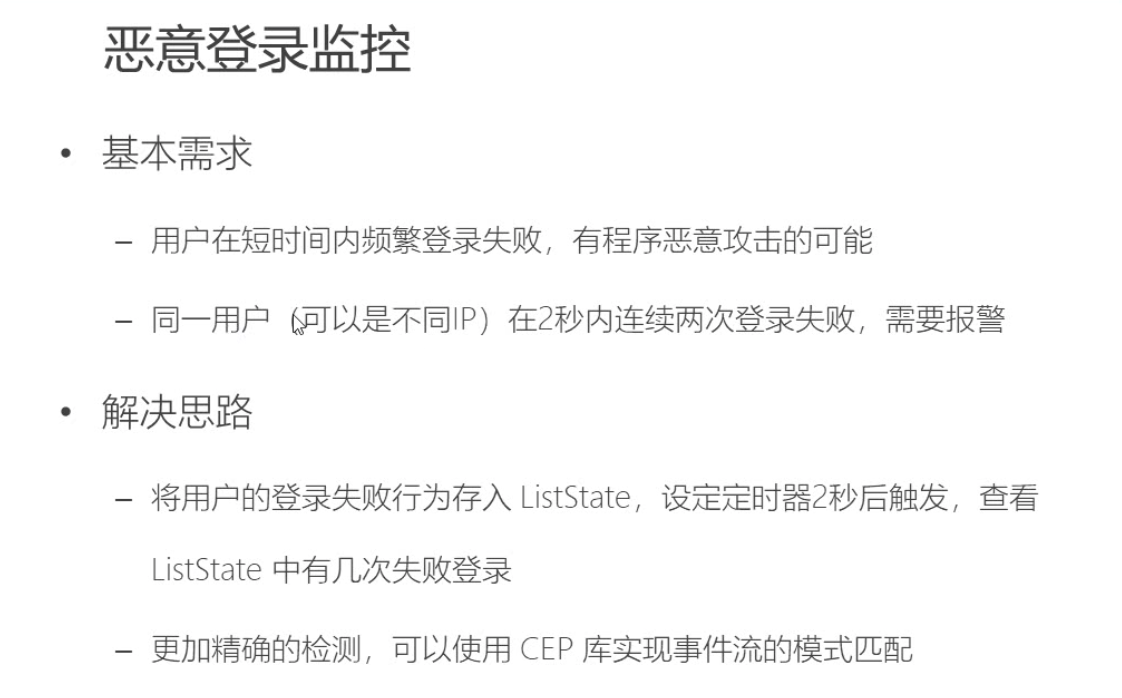 恶意登录监控
• 基本需求
– 用户在短时间内频繁登录失败，有程序恶意攻击的可能
– 同一用户（可以是不同IP）在2秒内连续两次登录失败，需要报警
• 解决思路
– 将用户的登录失败行为存入 ListState，设定定时器2秒后触发，查看
ListState 中有几次失败登录
– 更加精确的检测，可以使用 CEP 库实现事件流的模式匹配